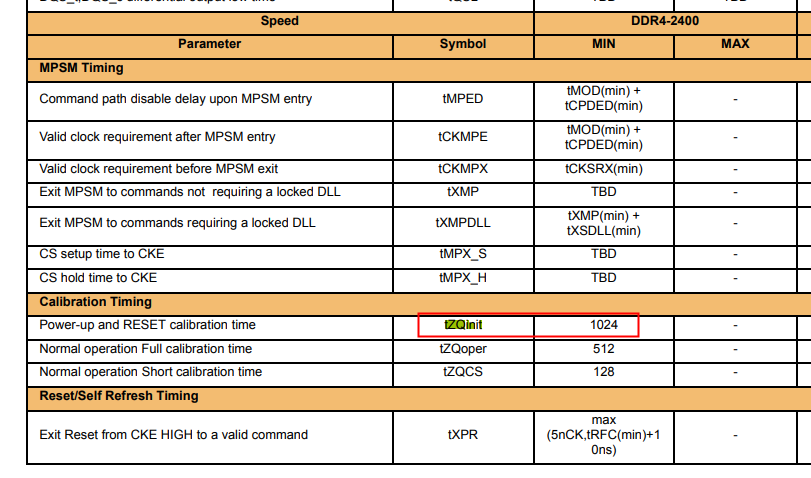 Speed DDR4-2400
Parameter Symbol MIN MAX
MPSM Timing
Command path disable delay upon MPSM entry tMPED tMOD(min) + tCPDED(min) -
Valid clock requirement after MPSM entry tCKMPE tMOD(min) + tCPDED(min) -
Valid clock requirement before MPSM exit tCKMPX tCKSRX(min) -
Exit MPSM to commands not requiring a locked DLL tXMP TBD -
Exit MPSM to commands requiring a locked DLL tXMPDLL tXMP(min) + tXSDLL(min) -
CS setup time to CKE tMPX_S TBD -
CS hold time to CKE tMPX_H TBD -
Calibration Timing
Power-up and RESET calibration time tZQinit 1024 -
Normal operation Full calibration time tZQoper 512 -
Normal operation Short calibration time tZQCS 128 -
Reset/Self Refresh Timing
Exit Reset from CKE HIGH to a valid command tXPR max (5nCK,tRFC(min)+1 0ns) -